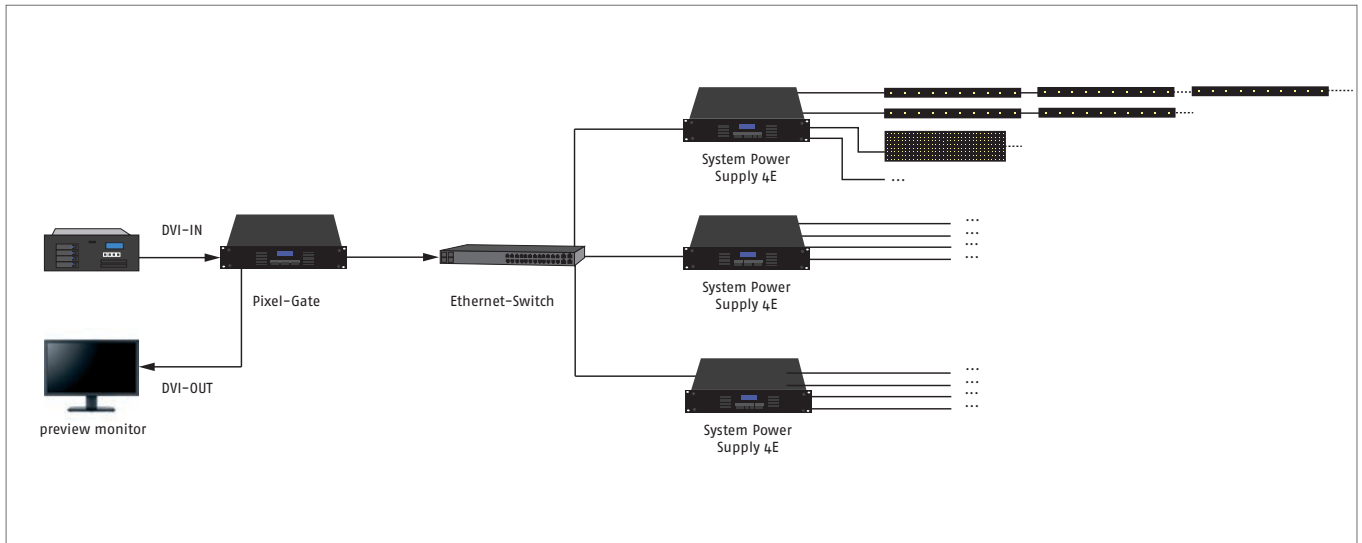 System Power
Supply 4E
...
DVI-IN
Pixel-Gate
Ethernet-Switch
System Power
Supply 4E
...
...
...
...
DVI-OUT
preview monitor
System Power
Supply 4E
...
...
...
...